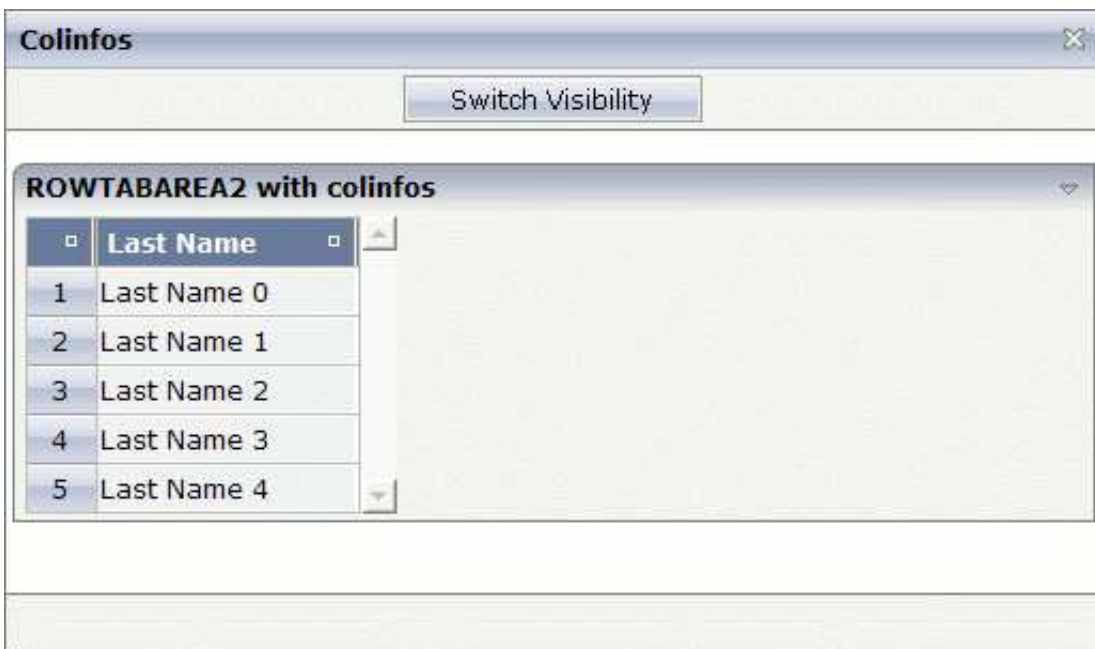 Colinfos
Switch Visibility
ROWTABAREA2 with colinfos
Last Name
1 Last Name 0
2 Last Name 1
3 Last Name 2
4 Last Name 3
5 Last Name 4